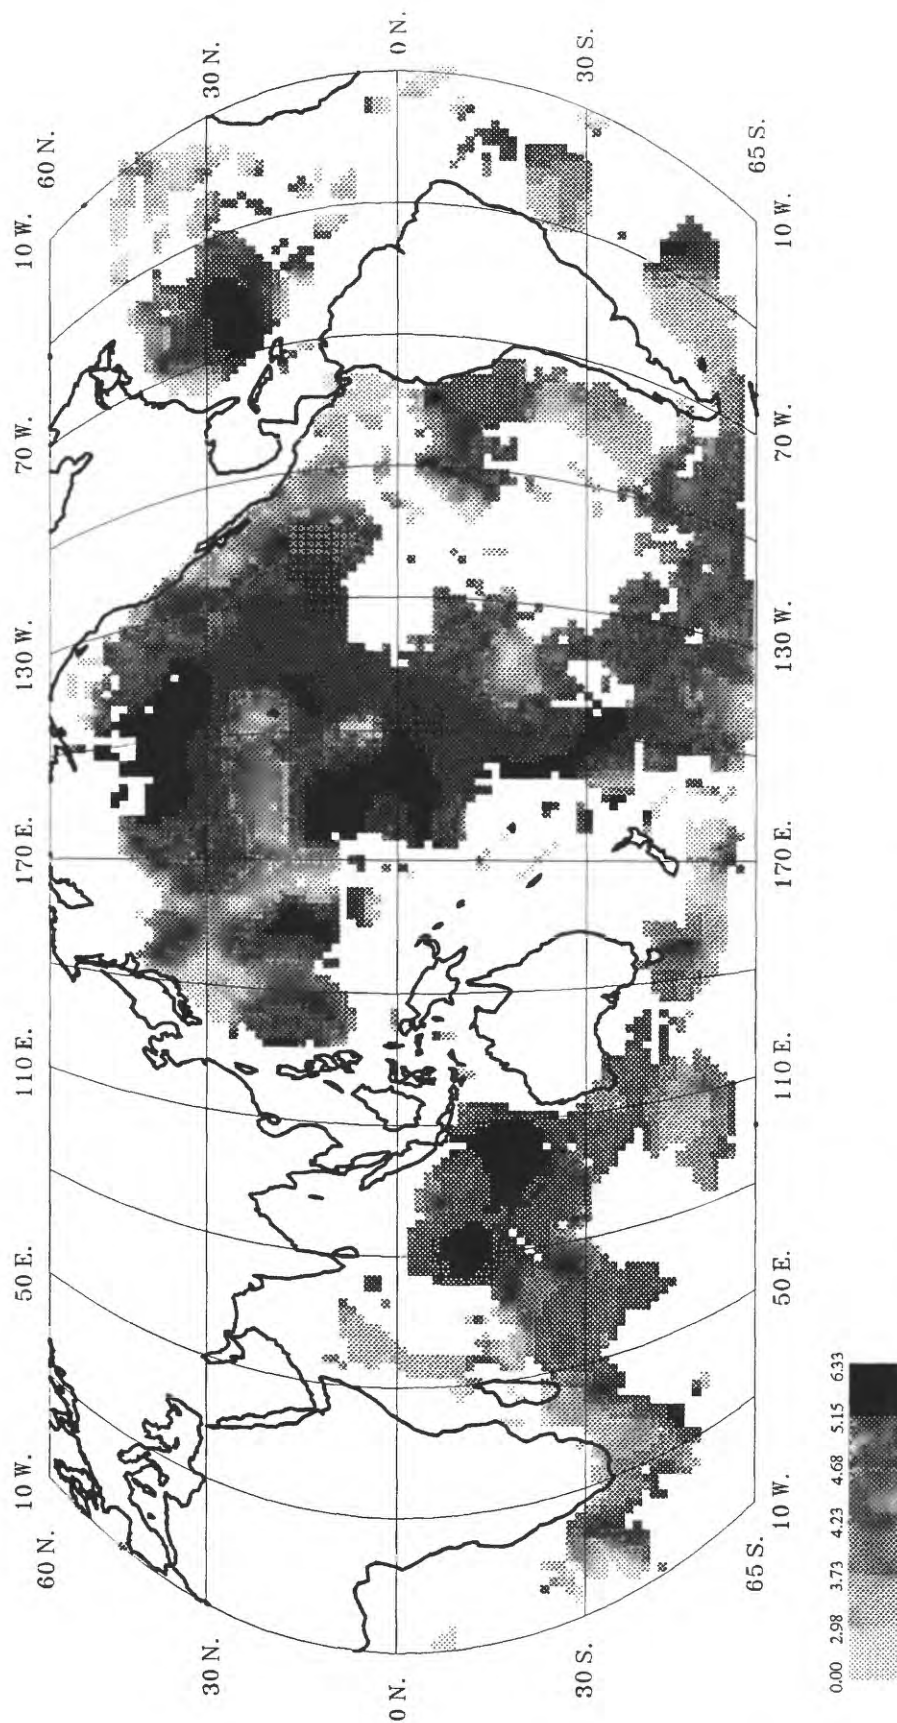 10 W. 50 E. 110 E. 170 E. 130 W. 70 W. 10 W.
60 N. 60 N.
30 N. 30 N.
0 N. 0 N.
30 S. 30 S.
65 S. 65 S.
10 W. 50 E. 110 E. 170 E. 130 W. 70 W. 10 W.
0.00 2.98 3.73 4.23 4.68 5.15 6.33